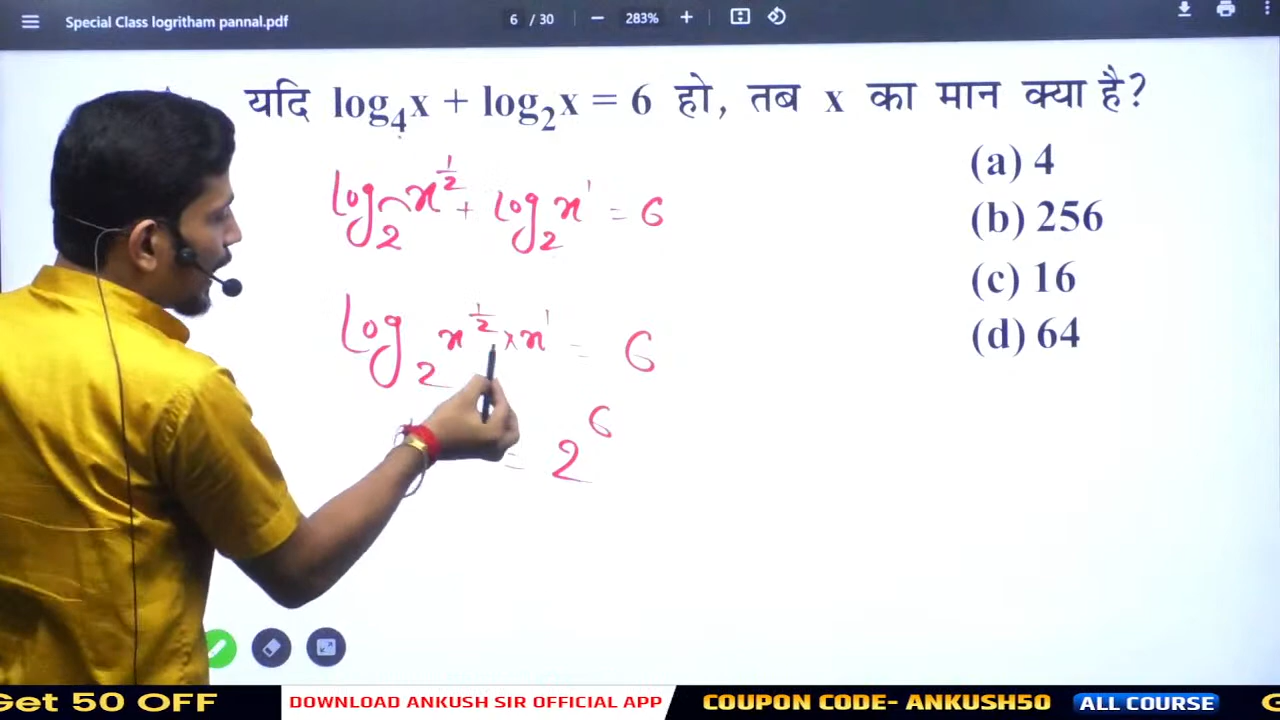 Special Class logritham pannal.pdf 6 / 30 − 283% +
यदि log₄x + log₂x = 6 हो, तब x का मान क्या है?
(a) 4
(b) 256
(c) 16
(d) 64
log₂ x^(1/2) + log₂ x¹ = 6
log₂ x^(1/2) × x¹ = 6
= 2⁶
Get 50 OFF DOWNLOAD ANKUSH SIR OFFICIAL APP COUPON CODE- ANKUSH50 ALL COURSE